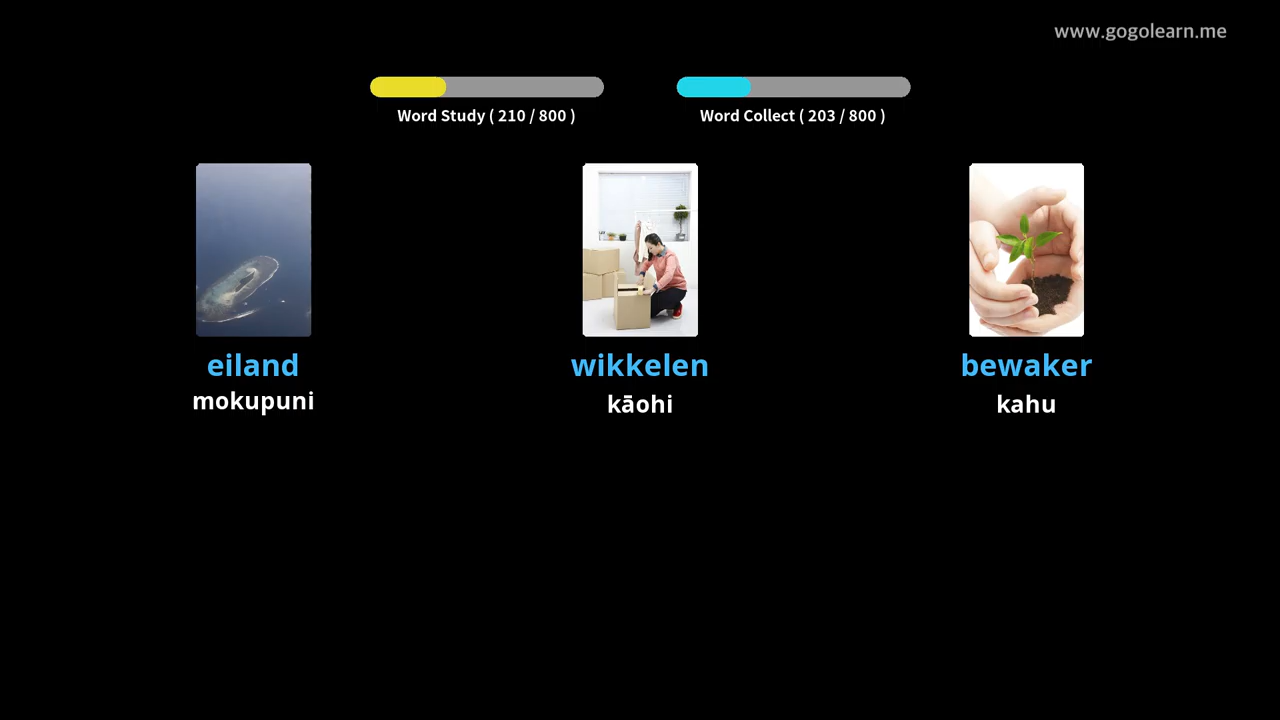 www.gogolearn.me
Word Study ( 210 / 800 )
Word Collect ( 203 / 800 )
eiland
mokupuni
wikkelen
kāohi
bewaker
kahu